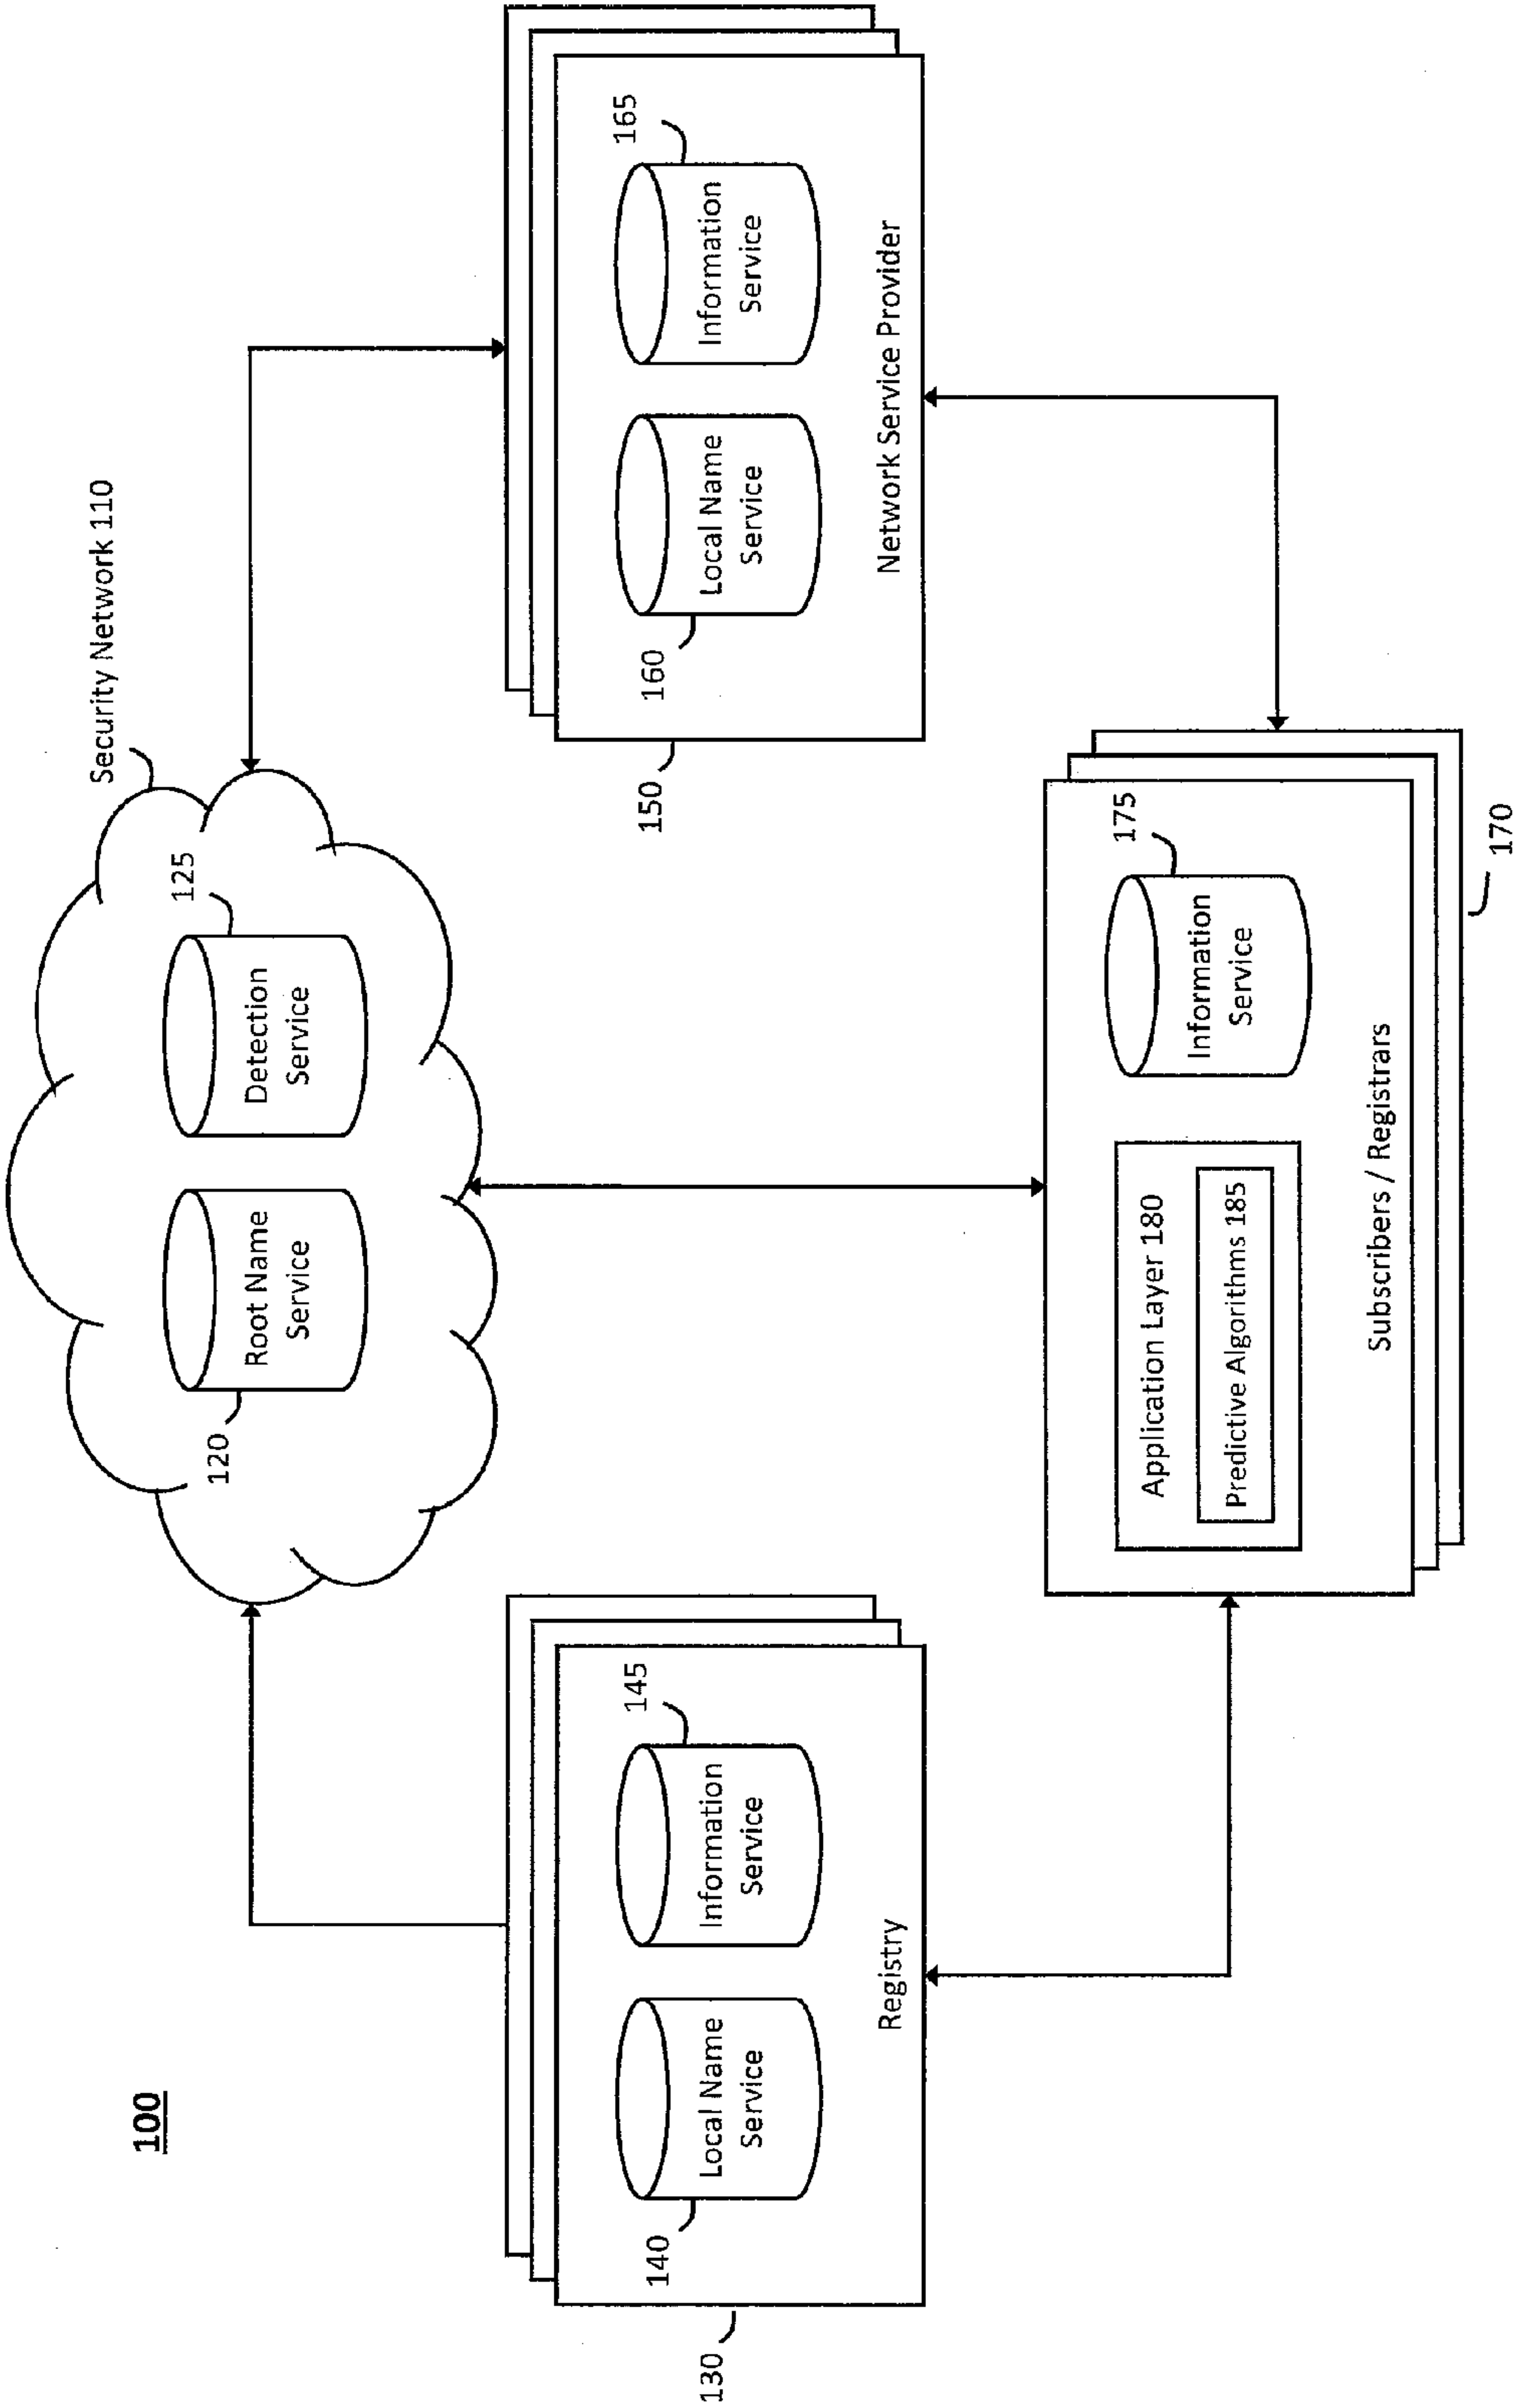 100
Security Network 110
120
Root Name
Service
125
Detection
Service
130
140
Local Name
Service
145
Information
Service
Registry
150
160
Local Name
Service
165
Information
Service
Network Service Provider
Application Layer 180
Predictive Algorithms 185
175
Information
Service
Subscribers / Registrars
170